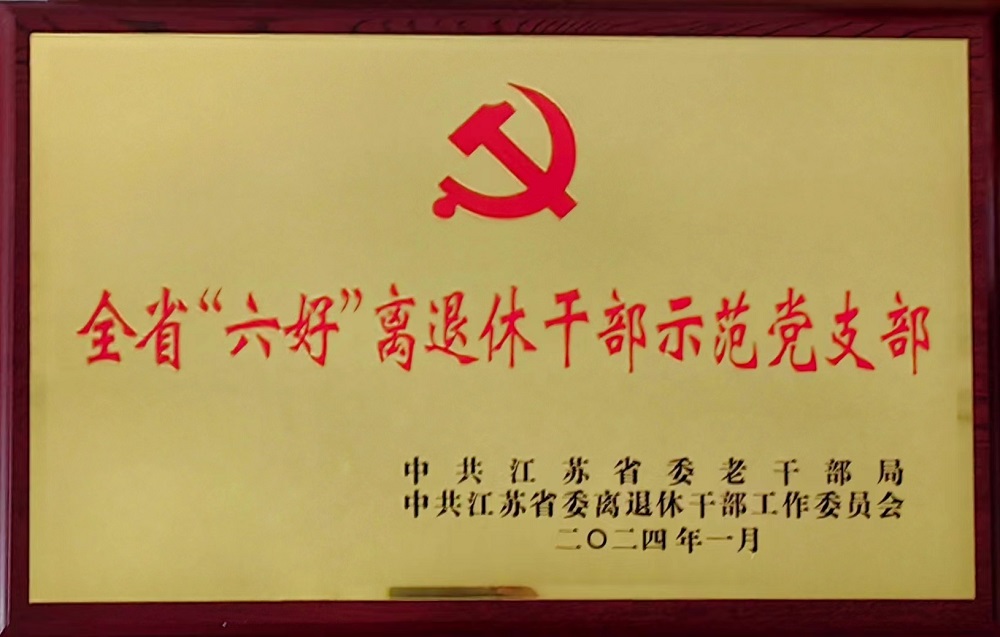 全省“六好”离退休干部示范党支部
中共江苏省委老干部局
中共江苏省委离退休干部工作委员会
二〇二四年一月